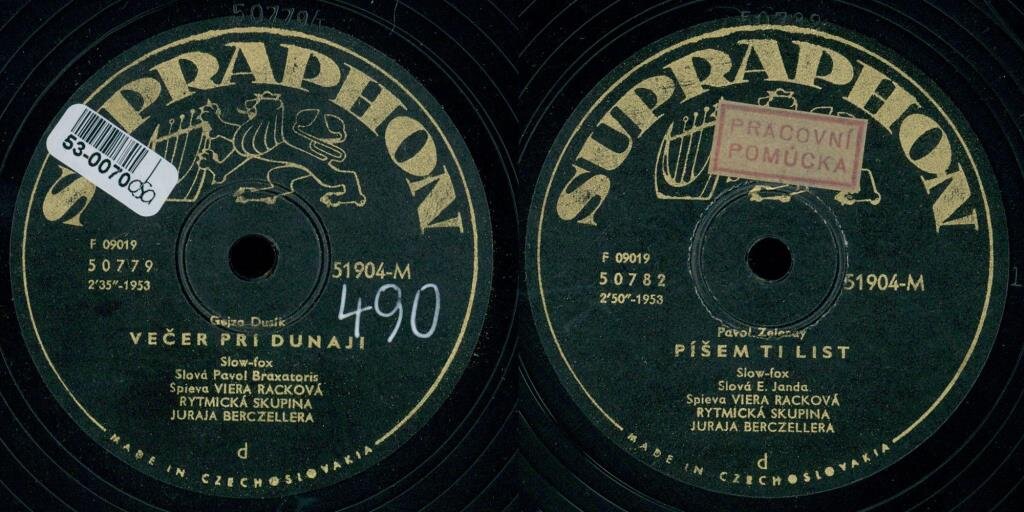 507794
SUPRAPHON
53-0070
F 09019
50779
2'35"-1953
51904-M
490
Gejza Dusík
VEČER PRI DUNAJI
Slow-fox
Slová Pavol Braxatoris
Spieva VIERA RACKOVÁ
RYTMICKÁ SKUPINA
JURAJA BERCZELLERA
d
MADE IN CZECHOSLOVAKIA
50782
SUPRAPHON
PRACOVNÍ
POMŮCKA
F 09019
50782
2'50"-1953
51904-M
Pavol Zelenay
PÍŠEM TI LIST
Slow-fox
Slová E. Janda
Spieva VIERA RACKOVÁ
RYTMICKÁ SKUPINA
JURAJA BERCZELLERA
d
MADE IN CZECHOSLOVAKIA